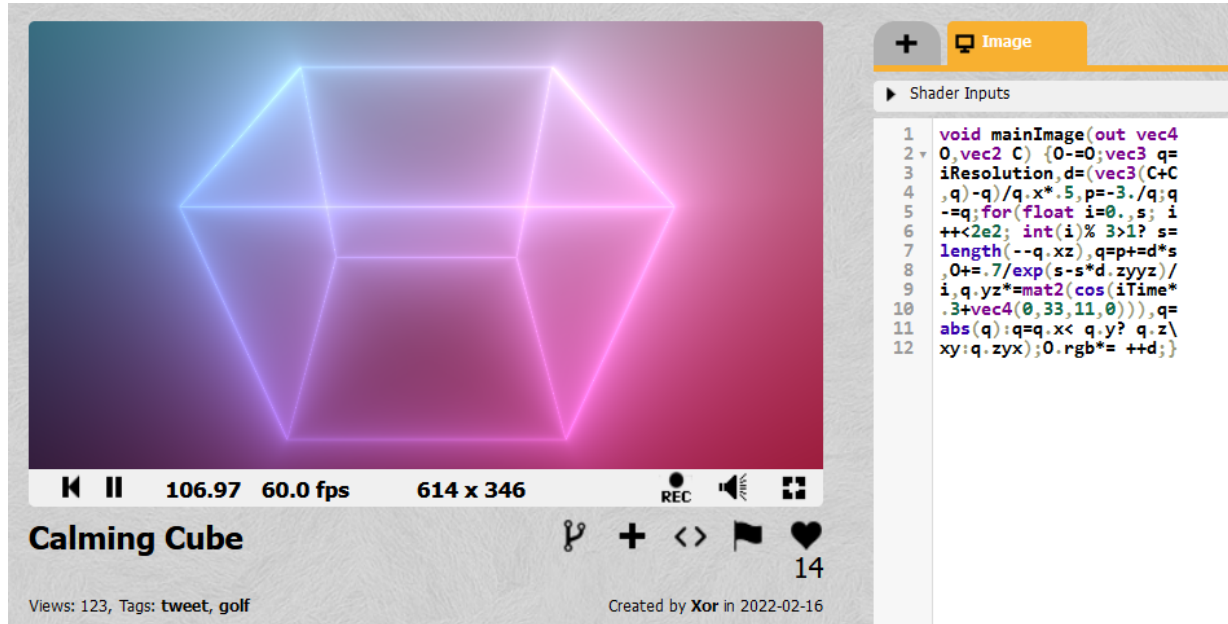 Image
Shader Inputs
1 void mainImage(out vec4
2 O,vec2 C) {O-=O;vec3 q=
3 iResolution,d=(vec3(C+C
4 ,q)-q)/q.x*.5,p=-3./q;q
5 -=q;for(float i=0.,s; i
6 ++<2e2; int(i)% 3>1? s=
7 length(--q.xz),q=p+=d*s
8 ,O+=.7/exp(s-s*d.zyyz)/
9 i,q.yz*=mat2(cos(iTime*
10 .3+vec4(0,33,11,0))),q=
11 abs(q):q=q.x< q.y? q.z\
12 xy:q.zyx);O.rgb*= ++d;}
106.97 60.0 fps 614 x 346 REC
Calming Cube
14
Views: 123, Tags: tweet, golf Created by Xor in 2022-02-16